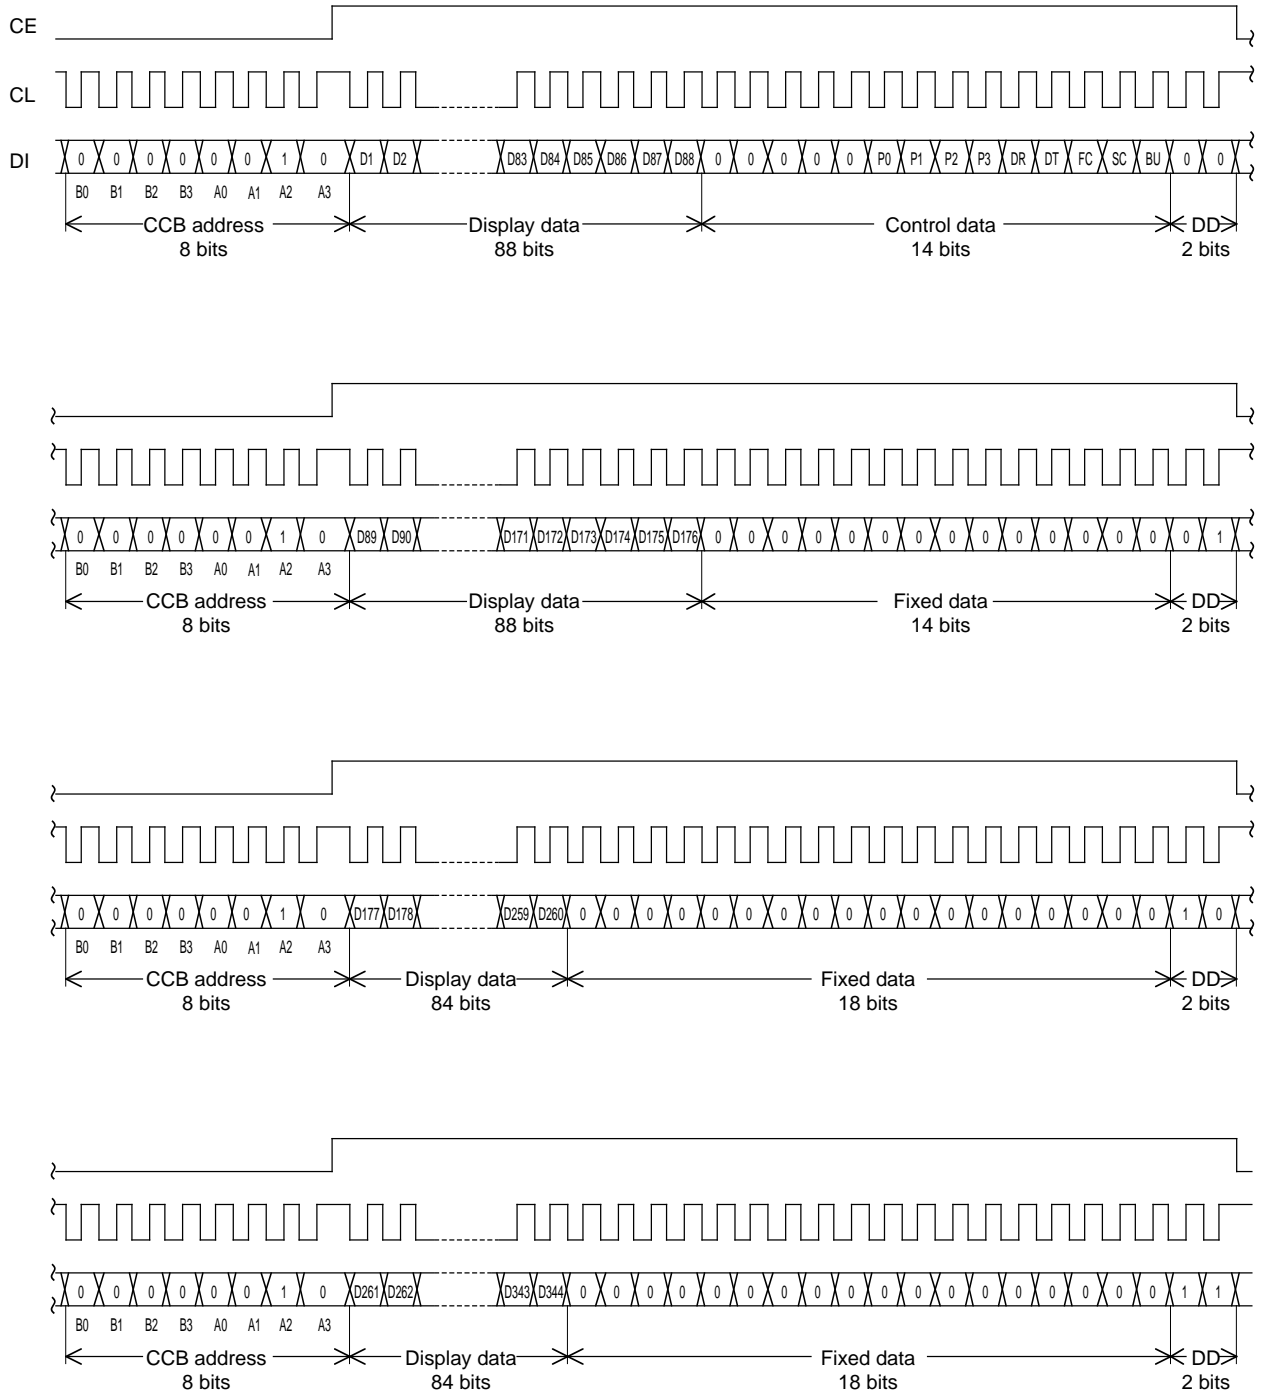 CE
CL
DI 0 0 0 0 0 0 1 0 D1 D2 D83 D84 D85 D86 D87 D88 0 0 0 0 0 P0 P1 P2 P3 DR DT FC SC BU 0 0
B0 B1 B2 B3 A0 A1 A2 A3
CCB address Display data Control data DD
8 bits 88 bits 14 bits 2 bits
0 0 0 0 0 0 1 0 D89 D90 D171 D172 D173 D174 D175 D176 0 0 0 0 0 0 0 0 0 0 0 0 0 0 0 1
B0 B1 B2 B3 A0 A1 A2 A3
CCB address Display data Fixed data DD
8 bits 88 bits 14 bits 2 bits
0 0 0 0 0 0 1 0 D177 D178 D259 D260 0 0 0 0 0 0 0 0 0 0 0 0 0 0 0 0 0 0 1 0
B0 B1 B2 B3 A0 A1 A2 A3
CCB address Display data Fixed data DD
8 bits 84 bits 18 bits 2 bits
0 0 0 0 0 0 1 0 D261 D262 D343 D344 0 0 0 0 0 0 0 0 0 0 0 0 0 0 0 0 0 0 1 1
B0 B1 B2 B3 A0 A1 A2 A3
CCB address Display data Fixed data DD
8 bits 84 bits 18 bits 2 bits